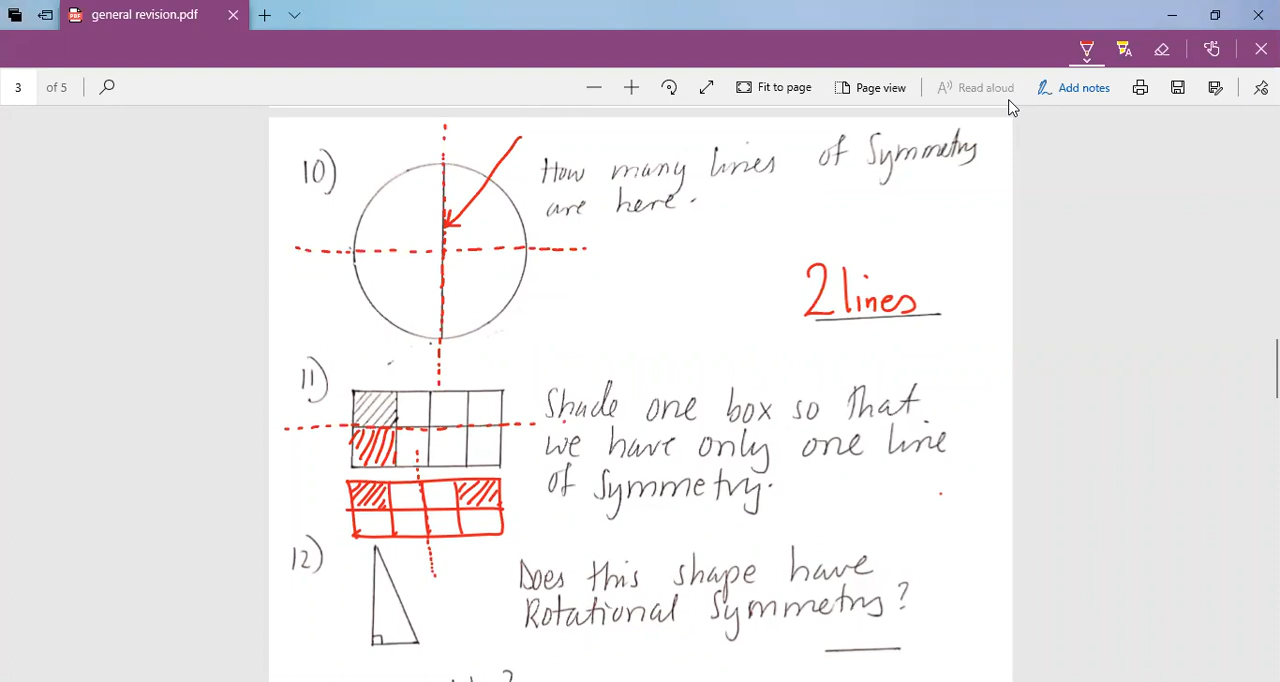 general revision.pdf
3 of 5
Fit to page
Page view
Read aloud
Add notes
10)
How many lines of Symmetry
are here.
2 lines
11)
Shade one box so that
we have only one line
of Symmetry.
12)
Does this shape have
Rotational Symmetry?